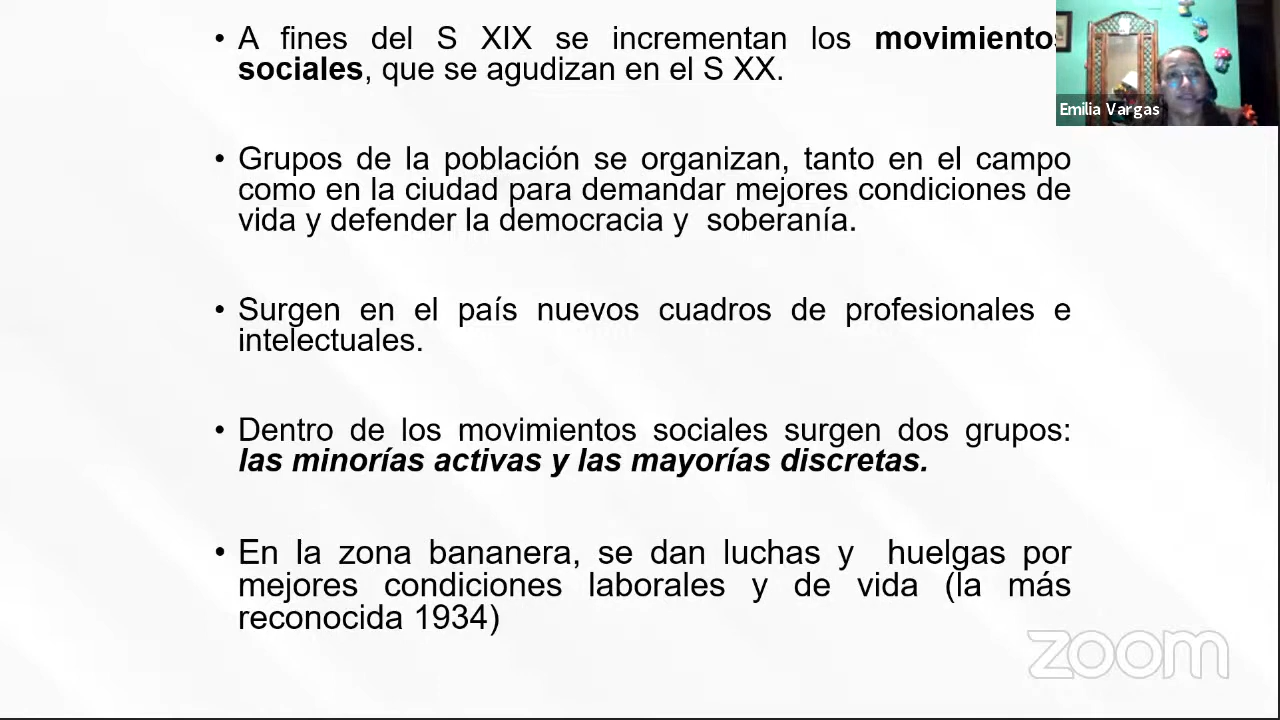 • A fines del S XIX se incrementan los movimientos
sociales, que se agudizan en el S XX.
Emilia Vargas
• Grupos de la población se organizan, tanto en el campo
como en la ciudad para demandar mejores condiciones de
vida y defender la democracia y  soberanía.
• Surgen en el país nuevos cuadros de profesionales e
intelectuales.
• Dentro de los movimientos sociales surgen dos grupos:
las minorías activas y las mayorías discretas.
• En la zona bananera, se dan luchas y  huelgas por
mejores condiciones laborales y de vida (la más
reconocida 1934)
zoom